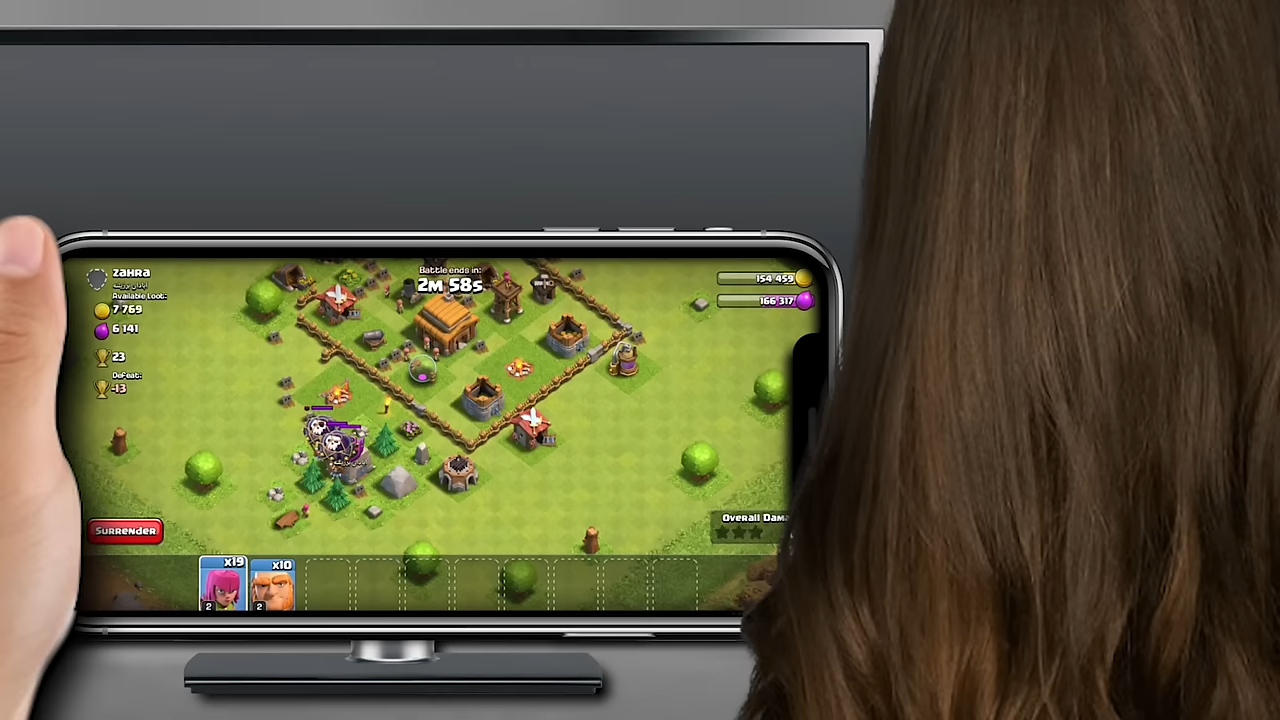 ZAHRA
Available Loot:
7 769
6 141
23
Defeat:
-13
Battle ends in:
2M 58s
154 459
166 317
Surrender
Overall Dama
x19
2
x10
2